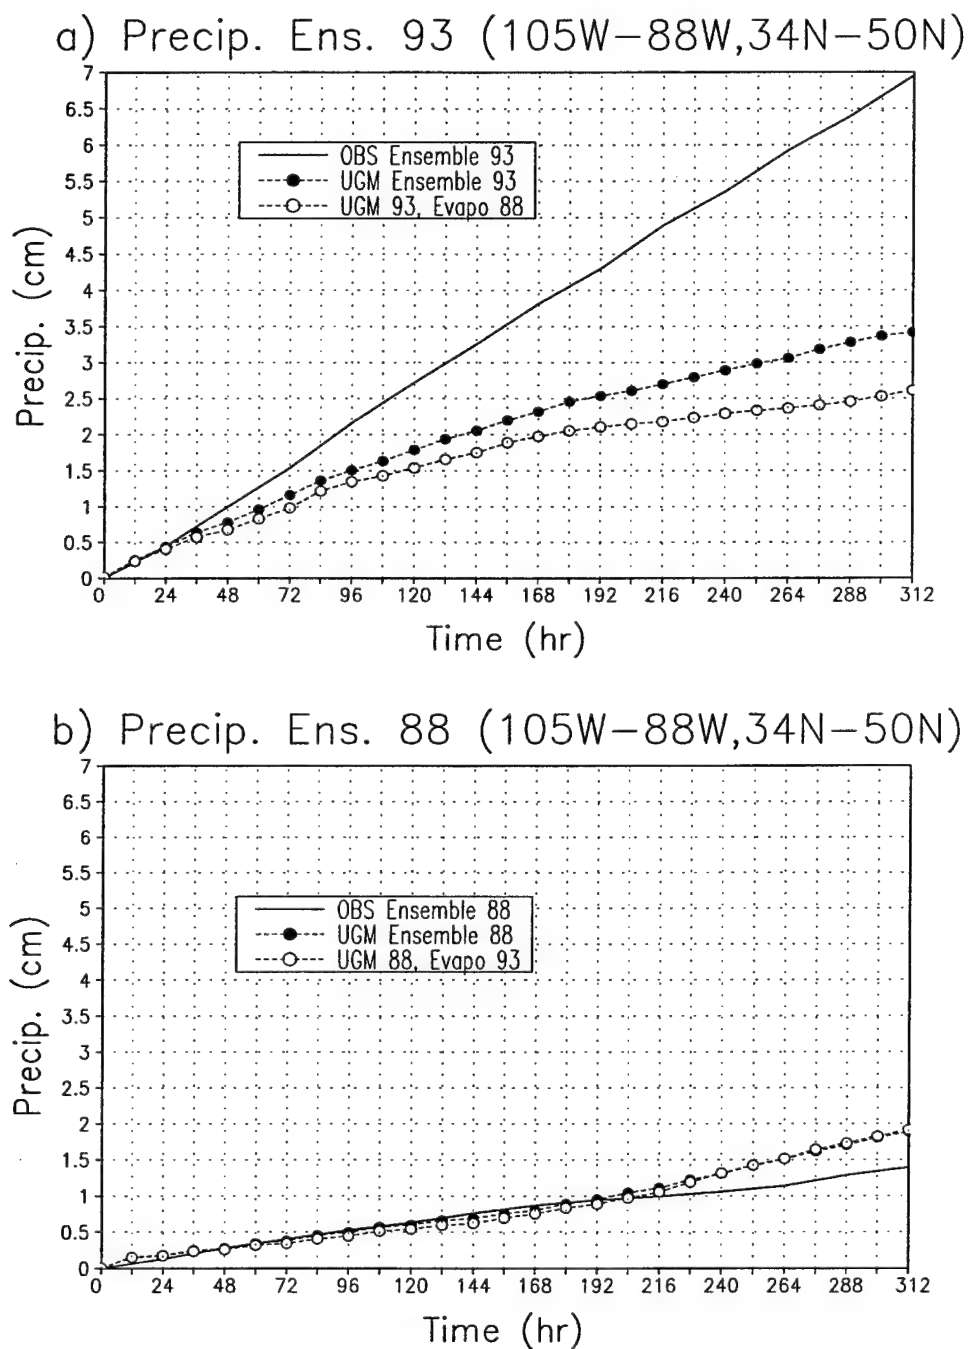 a) Precip. Ens. 93 (105W-88W,34N-50N)
7
6.5
6
5.5
5
4.5
4
3.5
3
2.5
2
1.5
1
0.5
0
Precip. (cm)
OBS Ensemble 93
UGM Ensemble 93
UGM 93, Evapo 88
0 24 48 72 96 120 144 168 192 216 240 264 288 312
Time (hr)
b) Precip. Ens. 88 (105W-88W,34N-50N)
7
6.5
6
5.5
5
4.5
4
3.5
3
2.5
2
1.5
1
0.5
0
Precip. (cm)
OBS Ensemble 88
UGM Ensemble 88
UGM 88, Evapo 93
0 24 48 72 96 120 144 168 192 216 240 264 288 312
Time (hr)